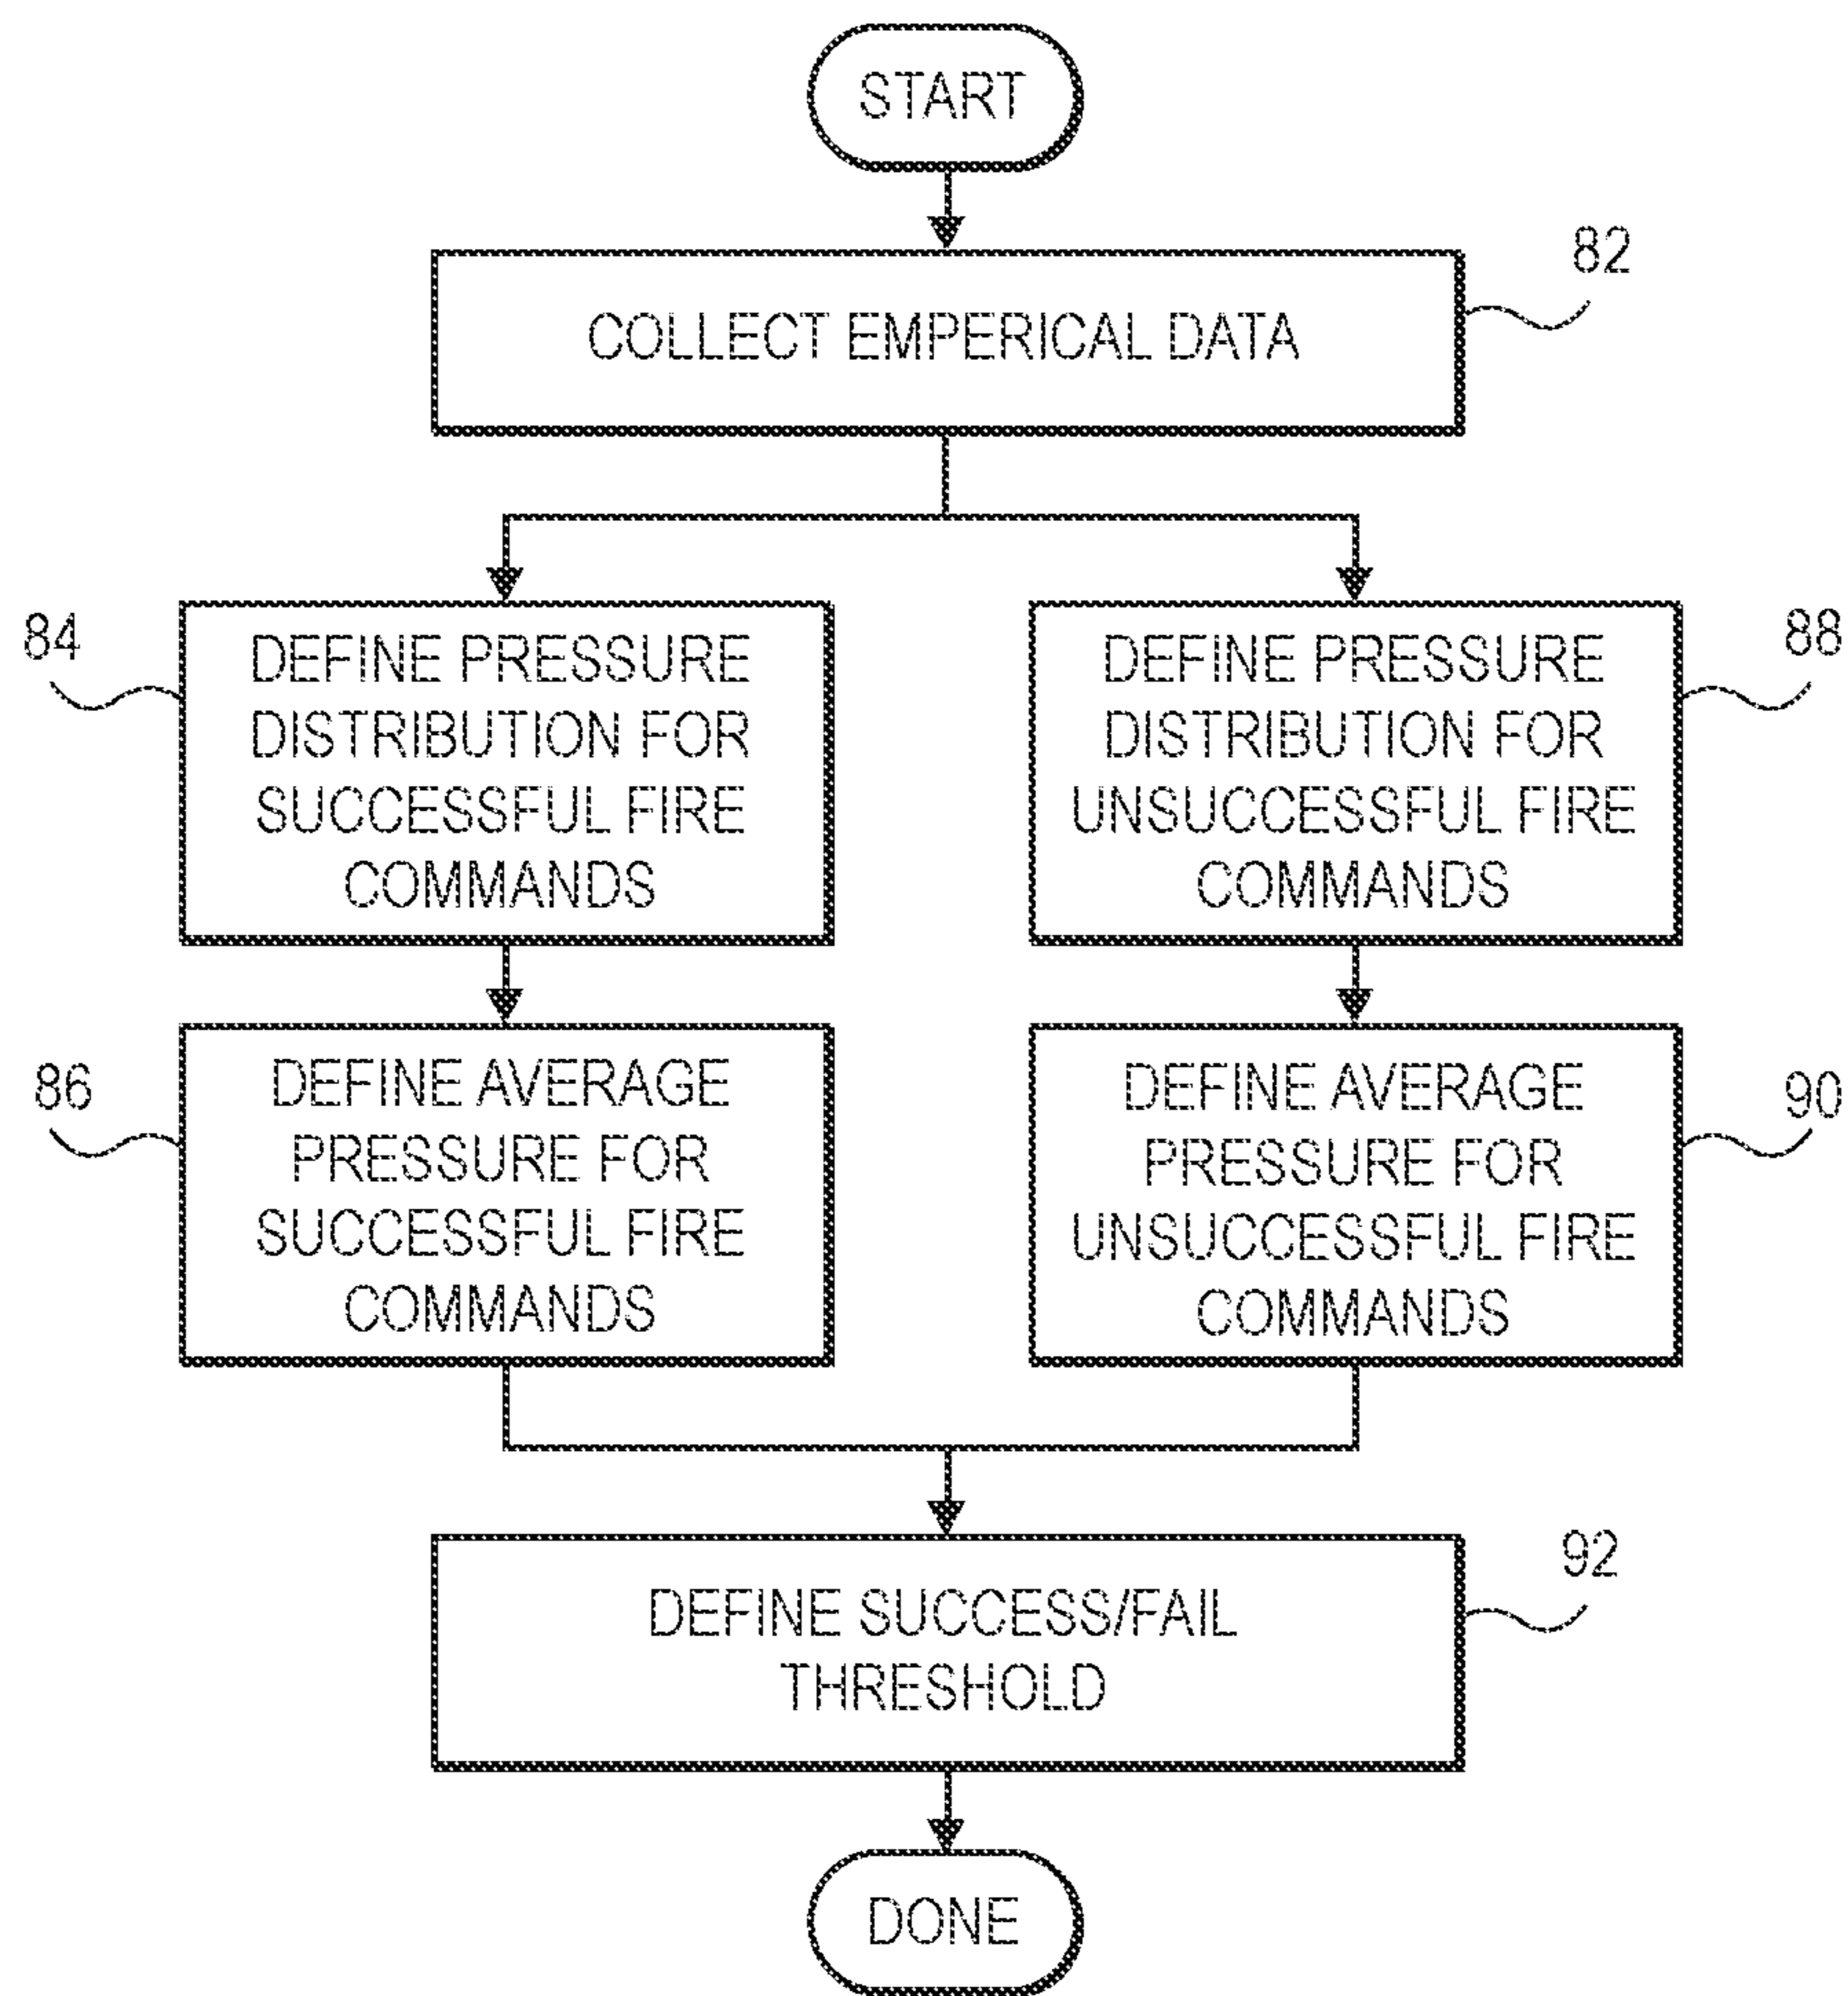 START
82
COLLECT EMPERICAL DATA
84
DEFINE PRESSURE
DISTRIBUTION FOR
SUCCESSFUL FIRE
COMMANDS
88
DEFINE PRESSURE
DISTRIBUTION FOR
UNSUCCESSFUL FIRE
COMMANDS
86
DEFINE AVERAGE
PRESSURE FOR
SUCCESSFUL FIRE
COMMANDS
90
DEFINE AVERAGE
PRESSURE FOR
UNSUCCESSFUL FIRE
COMMANDS
92
DEFINE SUCCESS/FAIL
THRESHOLD
DONE